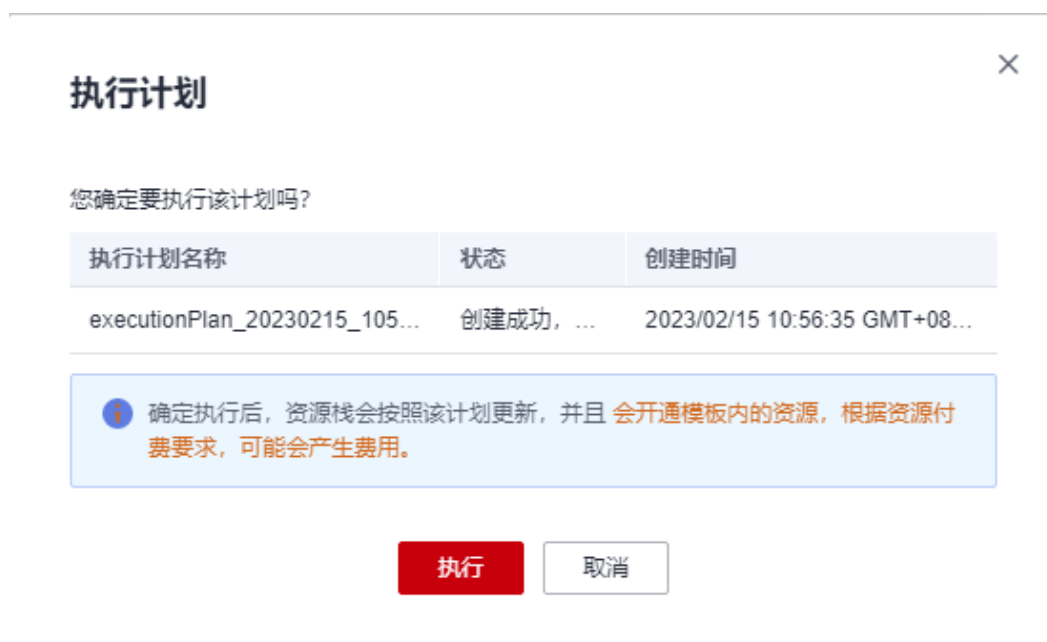 执行计划
您确定要执行该计划吗?
执行计划名称 状态 创建时间
executionPlan_20230215_105... 创建成功, ... 2023/02/15 10:56:35 GMT+08...
确定执行后，资源栈会按照该计划更新，并且 会开通模板内的资源，根据资源付
费要求，可能会产生费用。
执行 取消